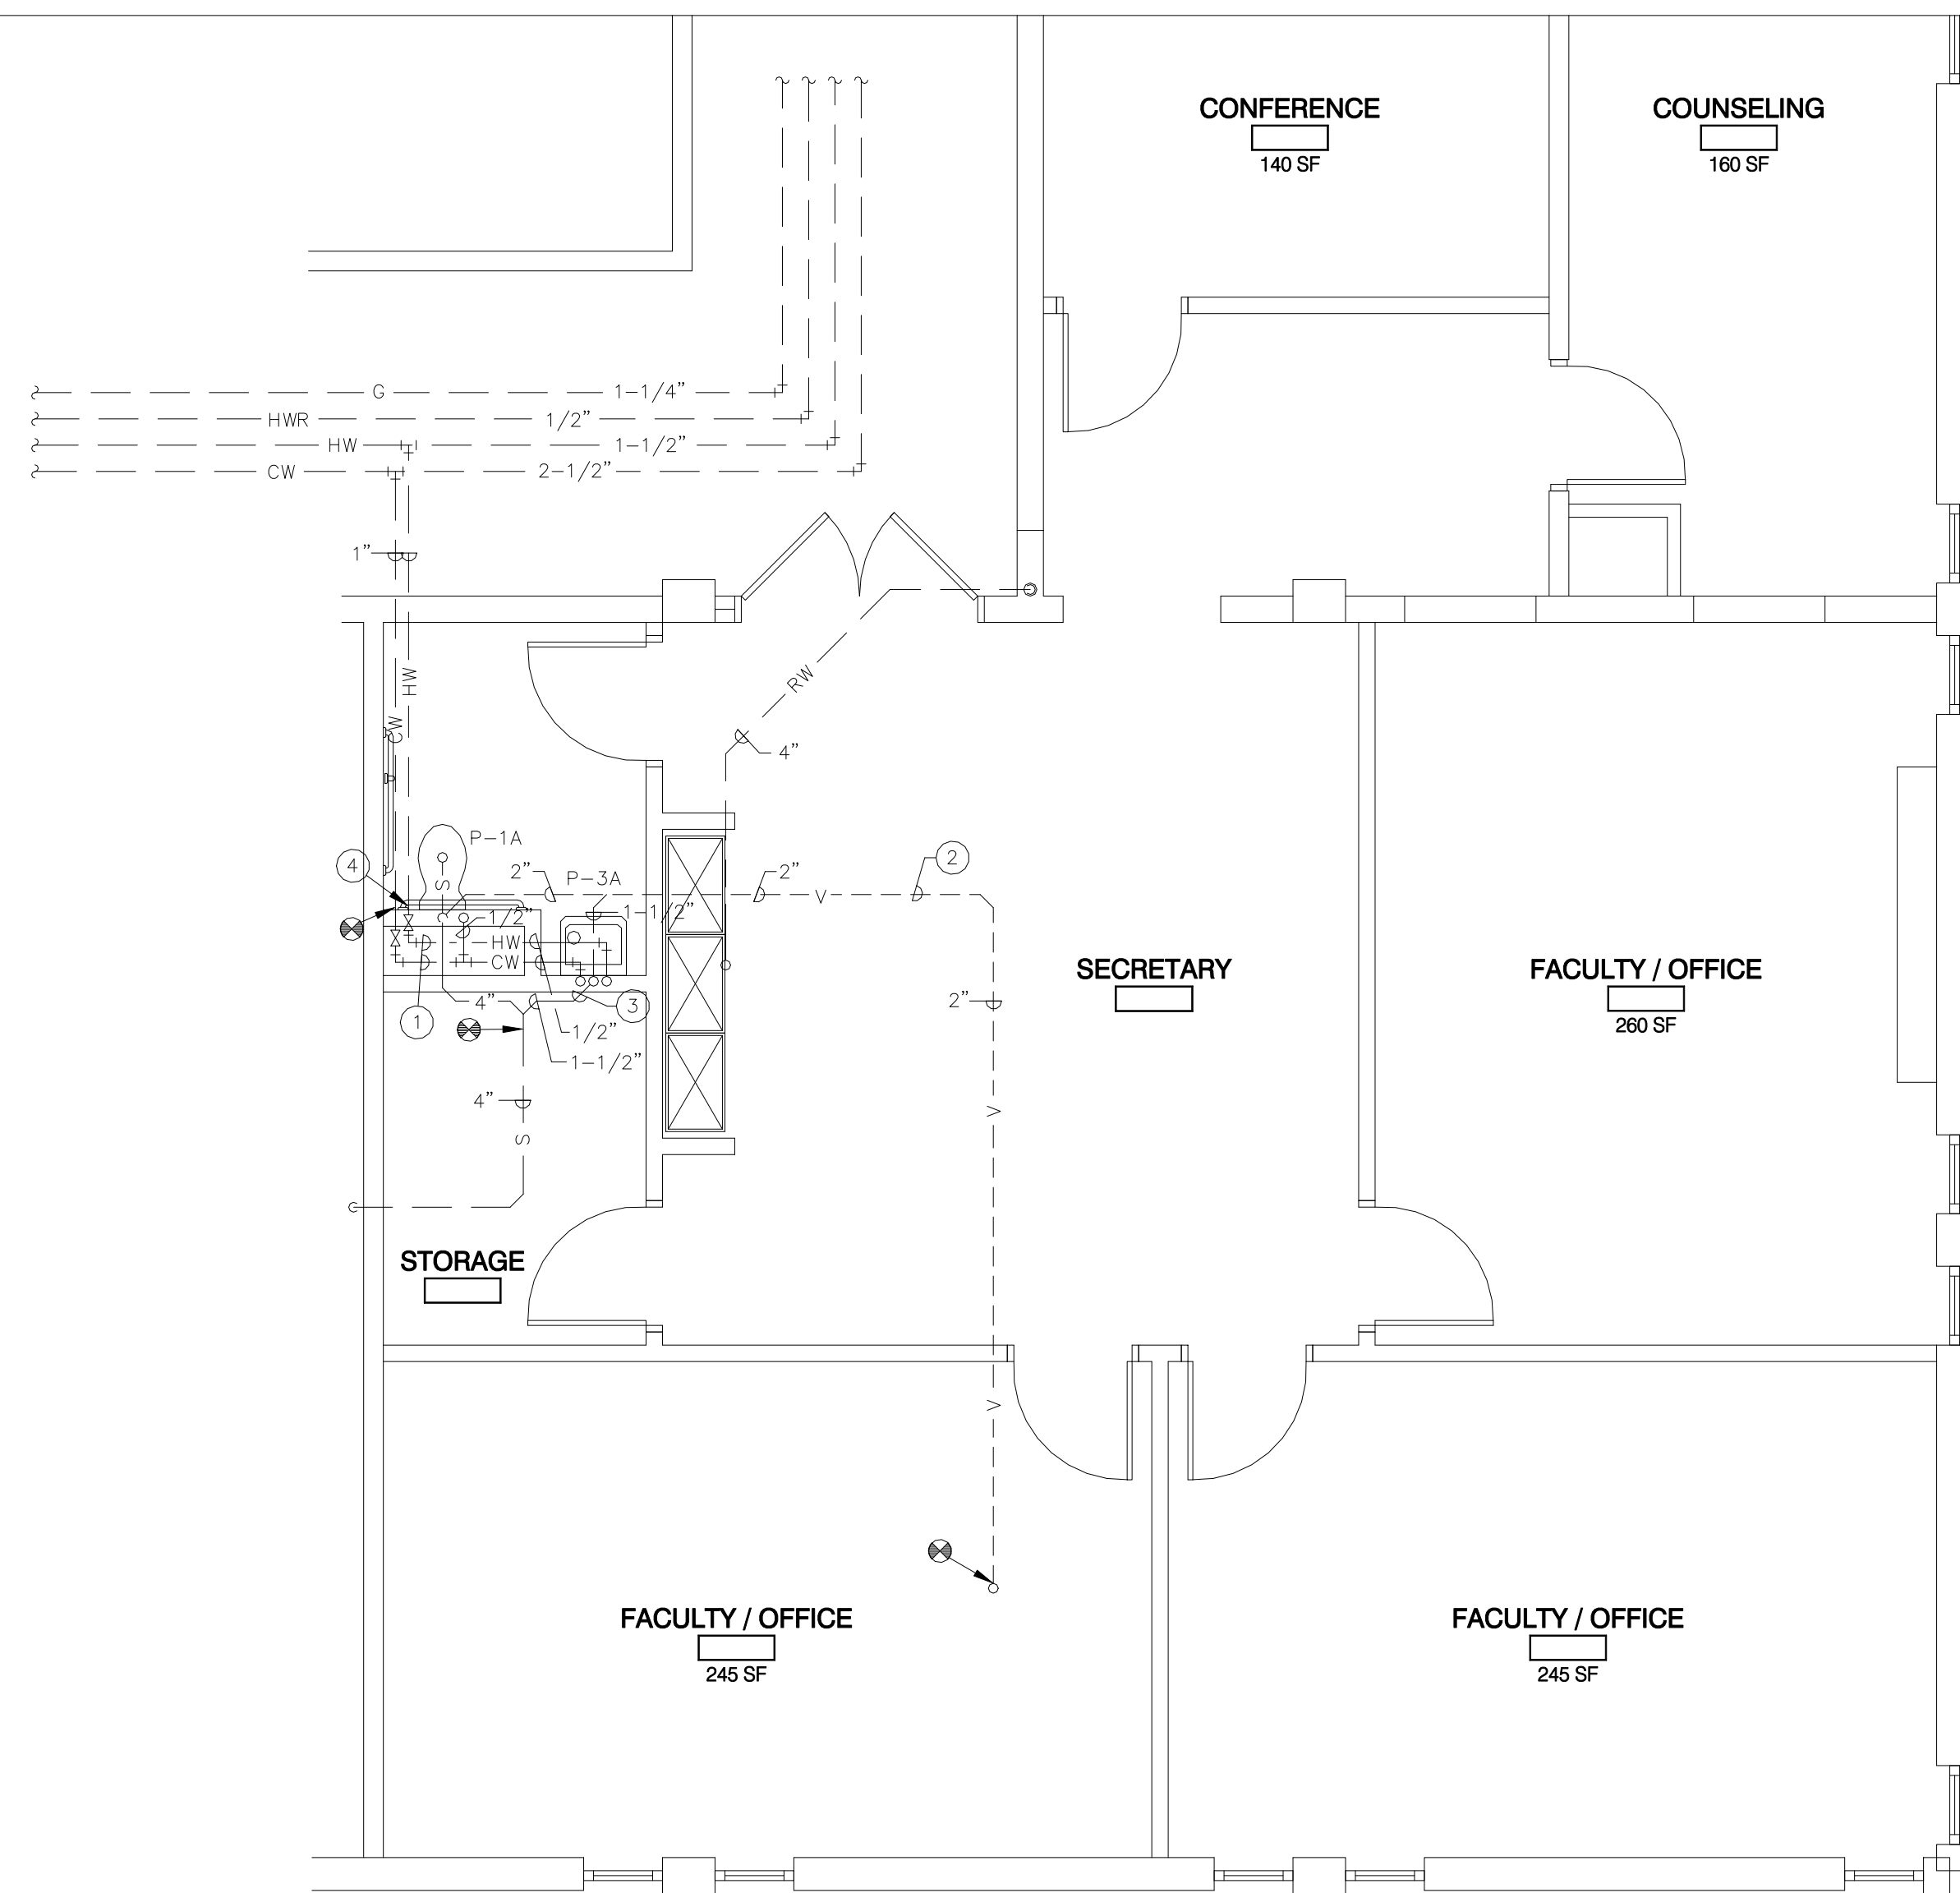 CONFERENCE
140 SF
COUNSELING
160 SF
G
1-1/4"
HWR
1/2"
HW
1-1/2"
CW
2-1/2"
1"
HW
CW
RW
4"
P-1A
4
2"
P-3A
2"
2
V
S
1/2"
1-1/2"
HW
CW
4"
3
1
1/2"
1-1/2"
2"
SECRETARY
FACULTY / OFFICE
260 SF
4"
S
V
STORAGE
V
FACULTY / OFFICE
245 SF
FACULTY / OFFICE
245 SF